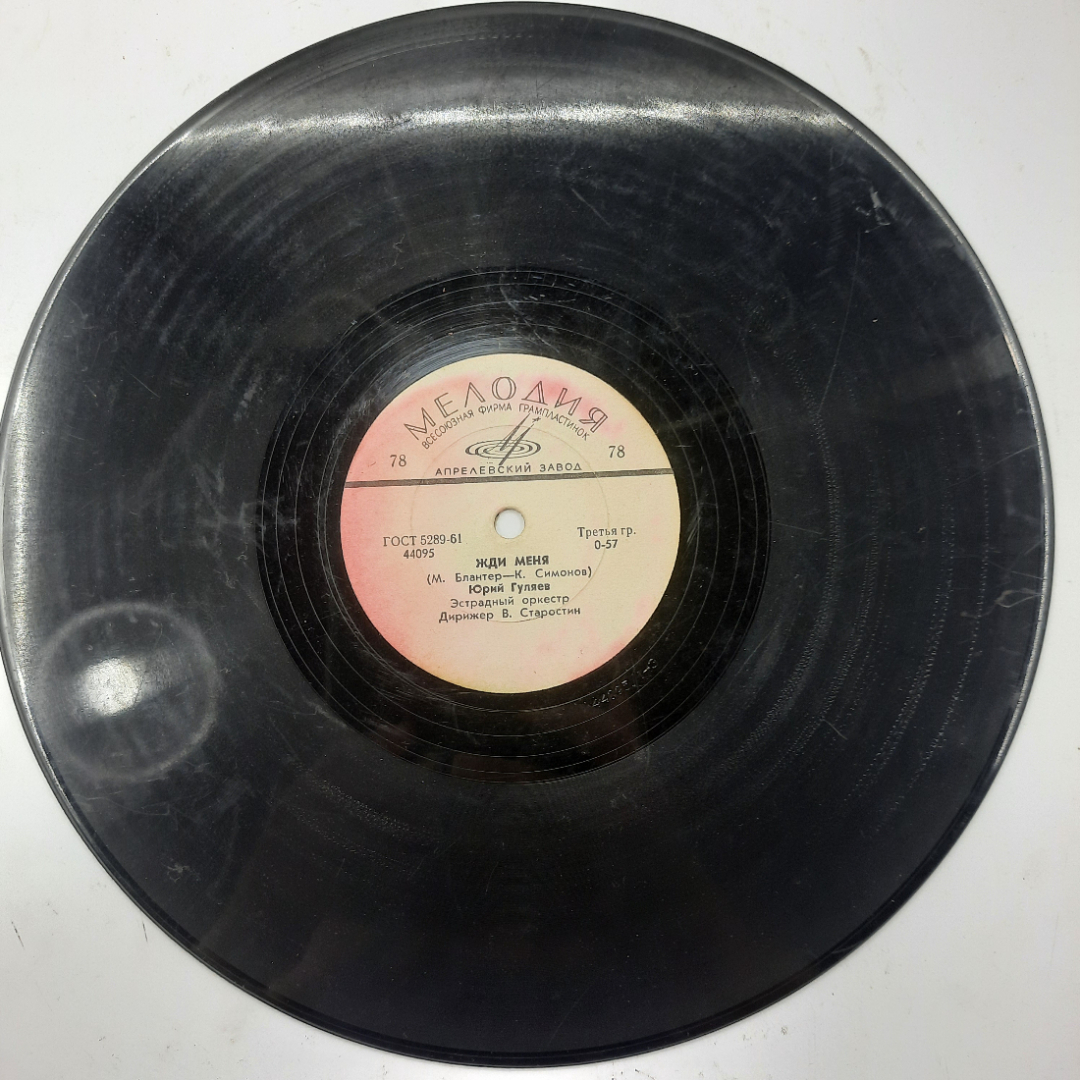 МЕЛОДИЯ
ВСЕСОЮЗНАЯ ФИРМА ГРАМПЛАСТИНОК
78 78
АПРЕЛЕВСКИЙ ЗАВОД
ГОСТ 5289-61 Третья гр.
44095 0-57
ЖДИ МЕНЯ
(М. Блантер—К. Симонов)
Юрий Гуляев
Эстрадный оркестр
Дирижер В. Старостин